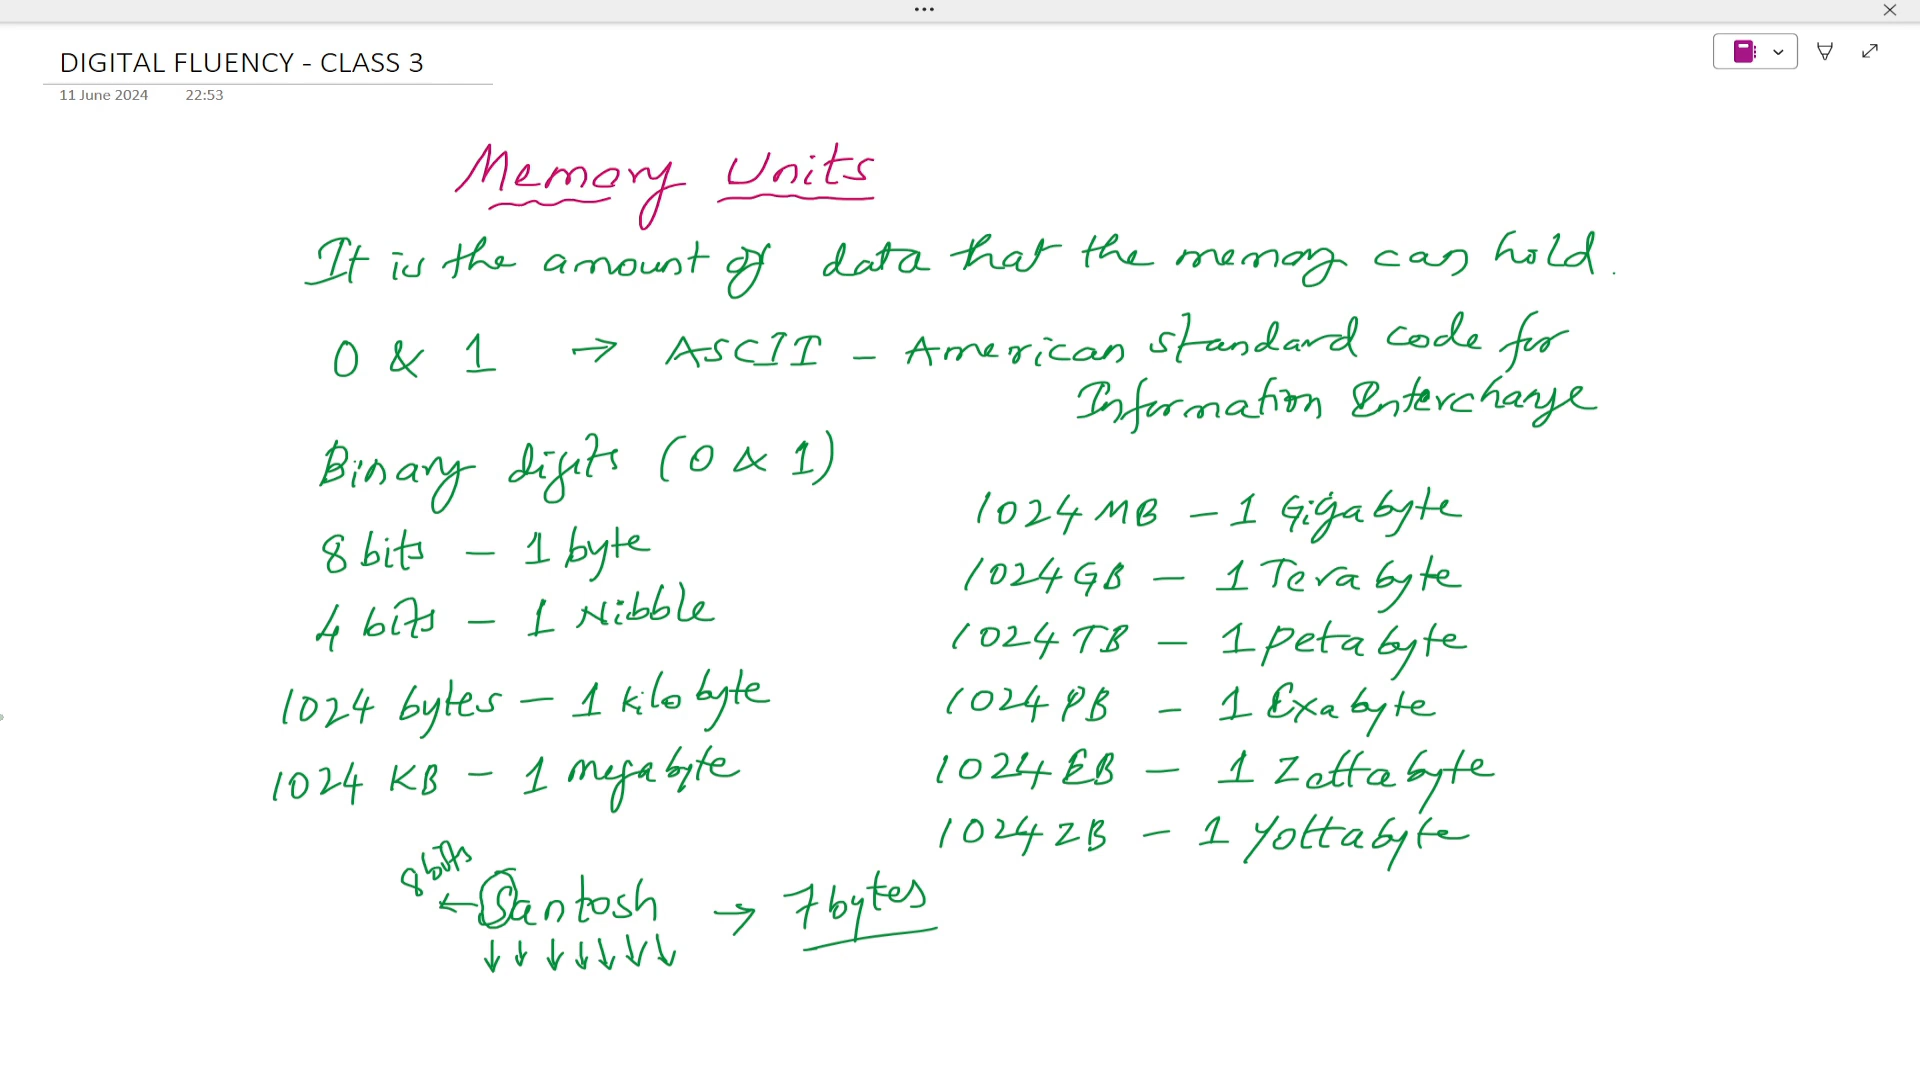 DIGITAL FLUENCY - CLASS 3
11 June 2024 22:53
Memory Units
It is the amount of data that the memory can hold.
0 & 1 → ASCII - American standard code for
Information Interchange
Binary digits (0 & 1)
8 bits - 1 byte
4 bits - 1 Nibble
1024 bytes - 1 kilobyte
1024 KB - 1 megabyte
1024 MB - 1 Gigabyte
1024 GB - 1 Terabyte
1024 TB - 1 petabyte
1024 PB - 1 Exabyte
1024 EB - 1 Zettabyte
1024 ZB - 1 Yottabyte
8 bits
← Santosh → 7 bytes
↓ ↓ ↓ ↓ ↓ ↓ ↓